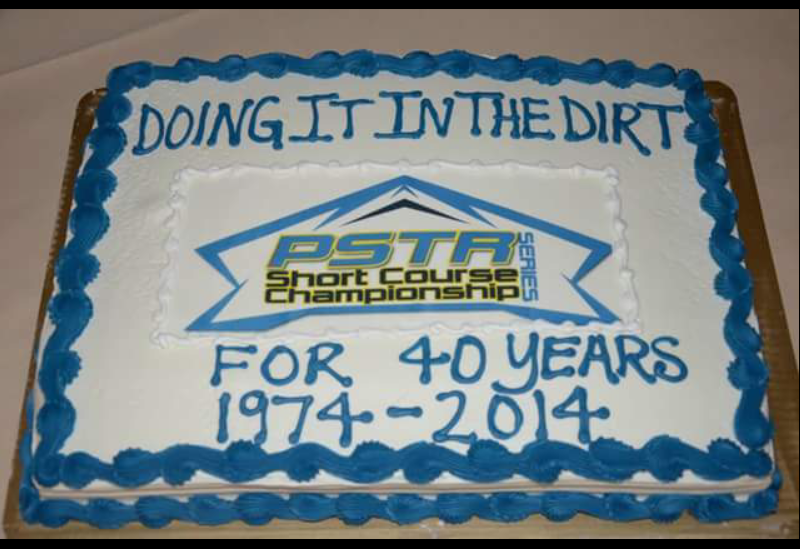 DOING IT IN THE DIRT
PSTR SERIES
Short Course
Championship
FOR 40 YEARS
1974-2014